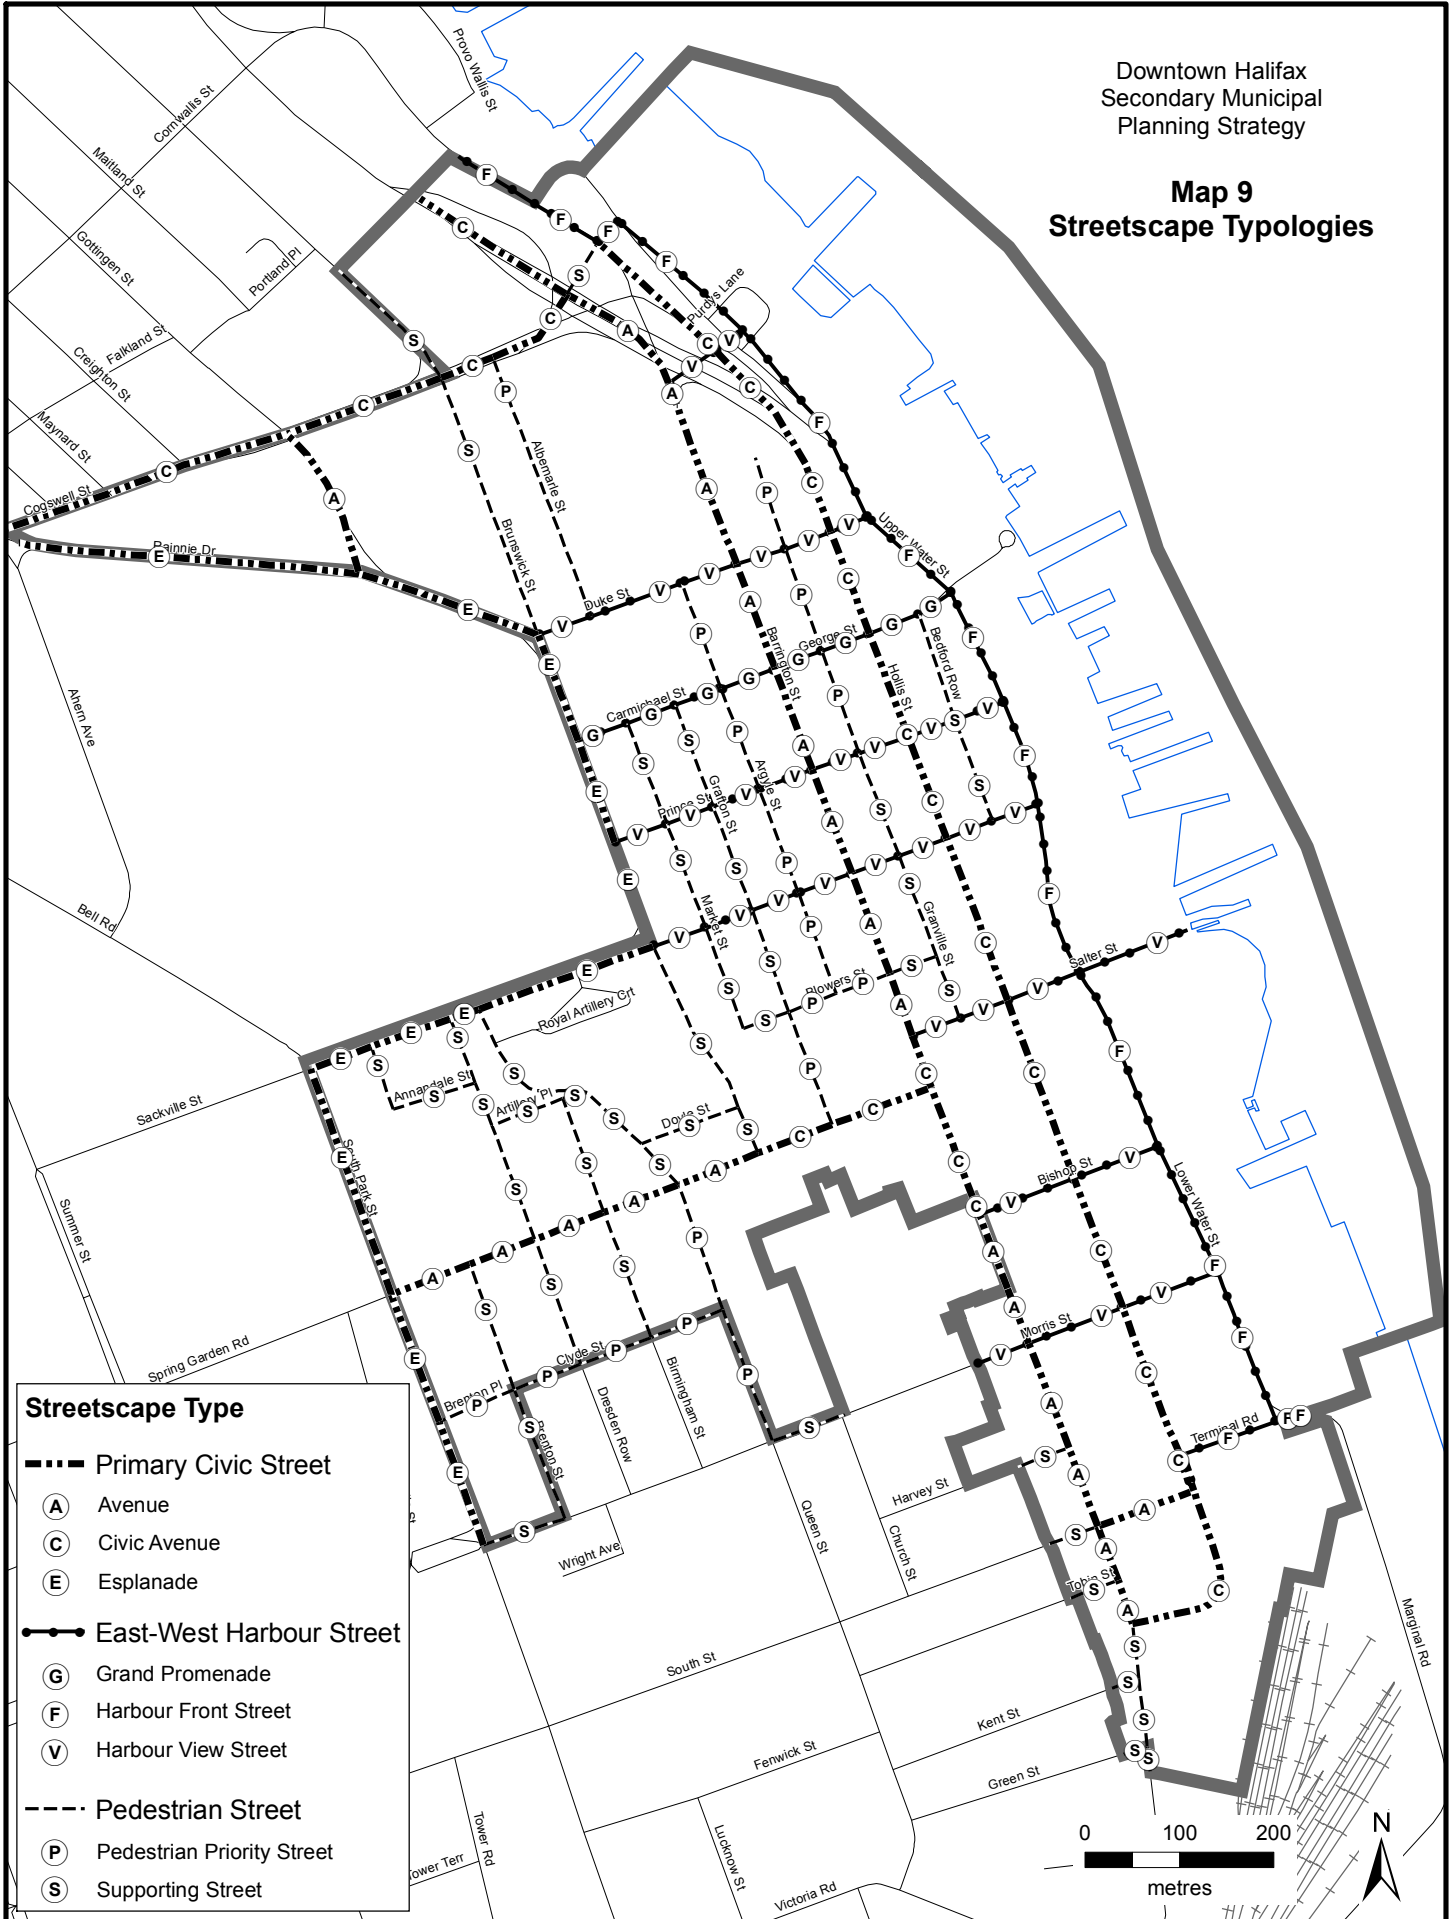 Downtown Halifax
Secondary Municipal
Planning Strategy
Map 9
Streetscape Typologies
Provo Wallis St
Cornwallis St
Maitland St
Gottingen St
Portland Pl
Falkland St
Creighton St
Maynard St
Cogswell St
Rainnie Dr
Purdys Lane
Albemarle St
Brunswick St
Duke St
Upper Water St
Barrington St
George St
Hollis St
Bedford Row
Carmichael St
Argyle St
Grafton St
Prince St
Market St
Granville St
Blowers St
Salter St
Ahern Ave
Bell Rd
Royal Artillery Crt
Annandale St
Artillery Pl
Doyle St
Sackville St
South Park St
Summer St
Spring Garden Rd
Bishop St
Lower Water St
Morris St
Terminal Rd
Clyde St
Brenton Pl
Brenton St
Dresden Row
Birmingham St
Queen St
Church St
Harvey St
Wright Ave
Tobin St
South St
Kent St
Fenwick St
Green St
Marginal Rd
Tower Rd
Tower Terr
Lucknow St
Victoria Rd
St
Streetscape Type
Primary Civic Street
A Avenue
C Civic Avenue
E Esplanade
East-West Harbour Street
G Grand Promenade
F Harbour Front Street
V Harbour View Street
Pedestrian Street
P Pedestrian Priority Street
S Supporting Street
0 100 200
metres
N